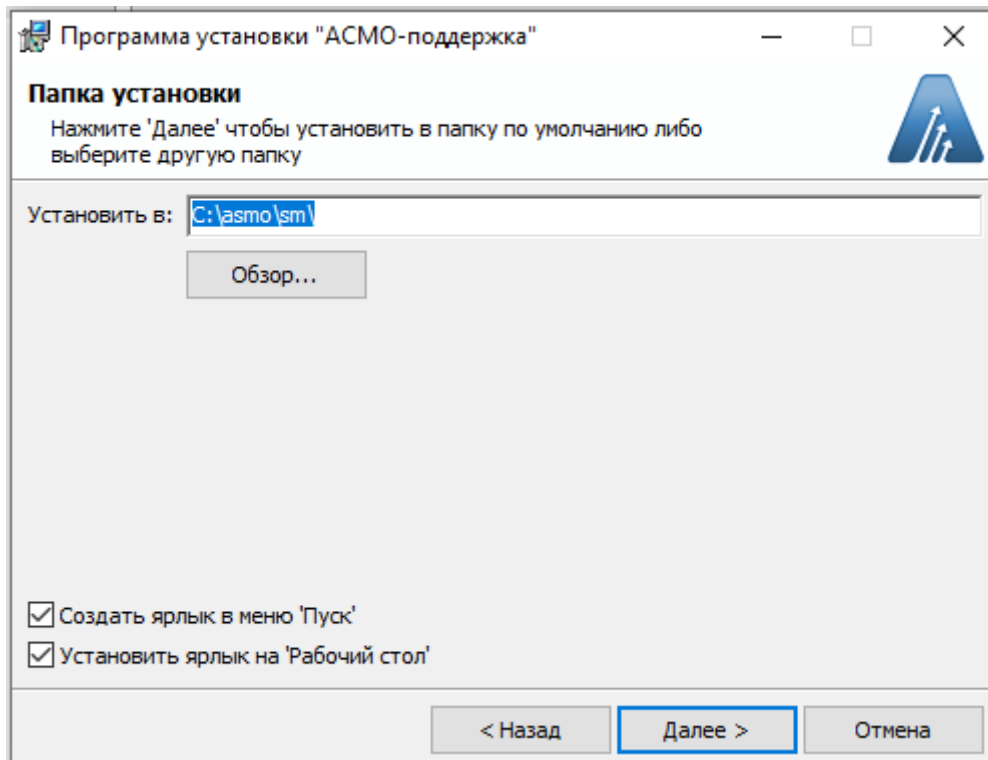 Программа установки "АСМО-поддержка"
Папка установки
Нажмите 'Далее' чтобы установить в папку по умолчанию либо
выберите другую папку
Установить в: C:\asmo\sm\
Обзор...
Создать ярлык в меню 'Пуск'
Установить ярлык на 'Рабочий стол'
< Назад Далее > Отмена